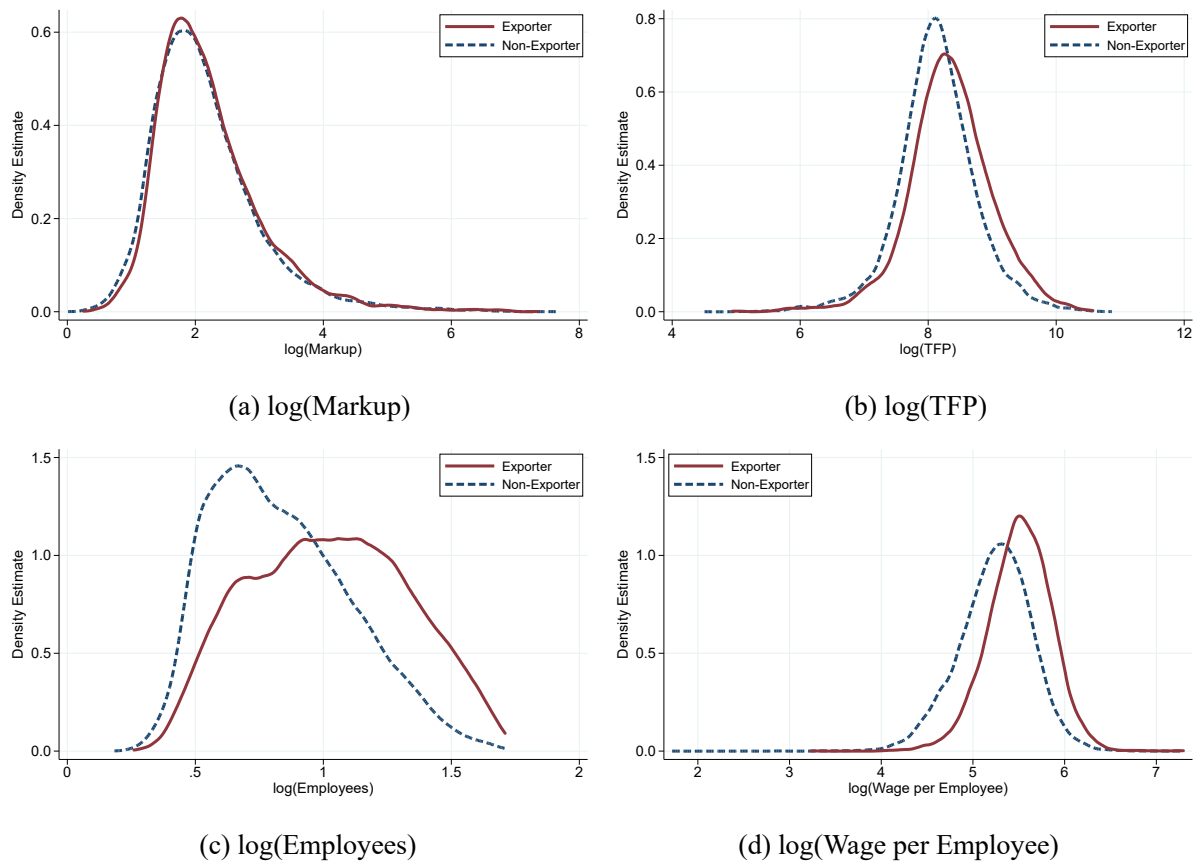 Exporter
Non-Exporter
Density Estimate
0.6
0.4
0.2
0.0
0 2 4 6 8
log(Markup)
(a) log(Markup)
Exporter
Non-Exporter
Density Estimate
0.8
0.6
0.4
0.2
0.0
4 6 8 10 12
log(TFP)
(b) log(TFP)
Exporter
Non-Exporter
Density Estimate
1.5
1.0
0.5
0.0
0 .5 1 1.5 2
log(Employees)
(c) log(Employees)
Exporter
Non-Exporter
Density Estimate
1.5
1.0
0.5
0.0
2 3 4 5 6 7
log(Wage per Employee)
(d) log(Wage per Employee)